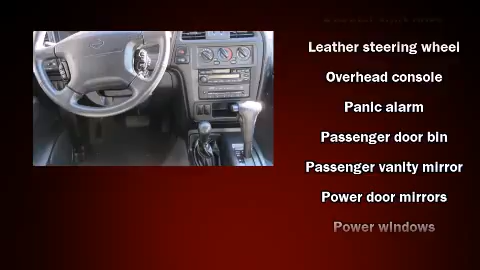 Leather steering wheel
Overhead console
Panic alarm
Passenger door bin
Passenger vanity mirror
Power door mirrors
Power windows